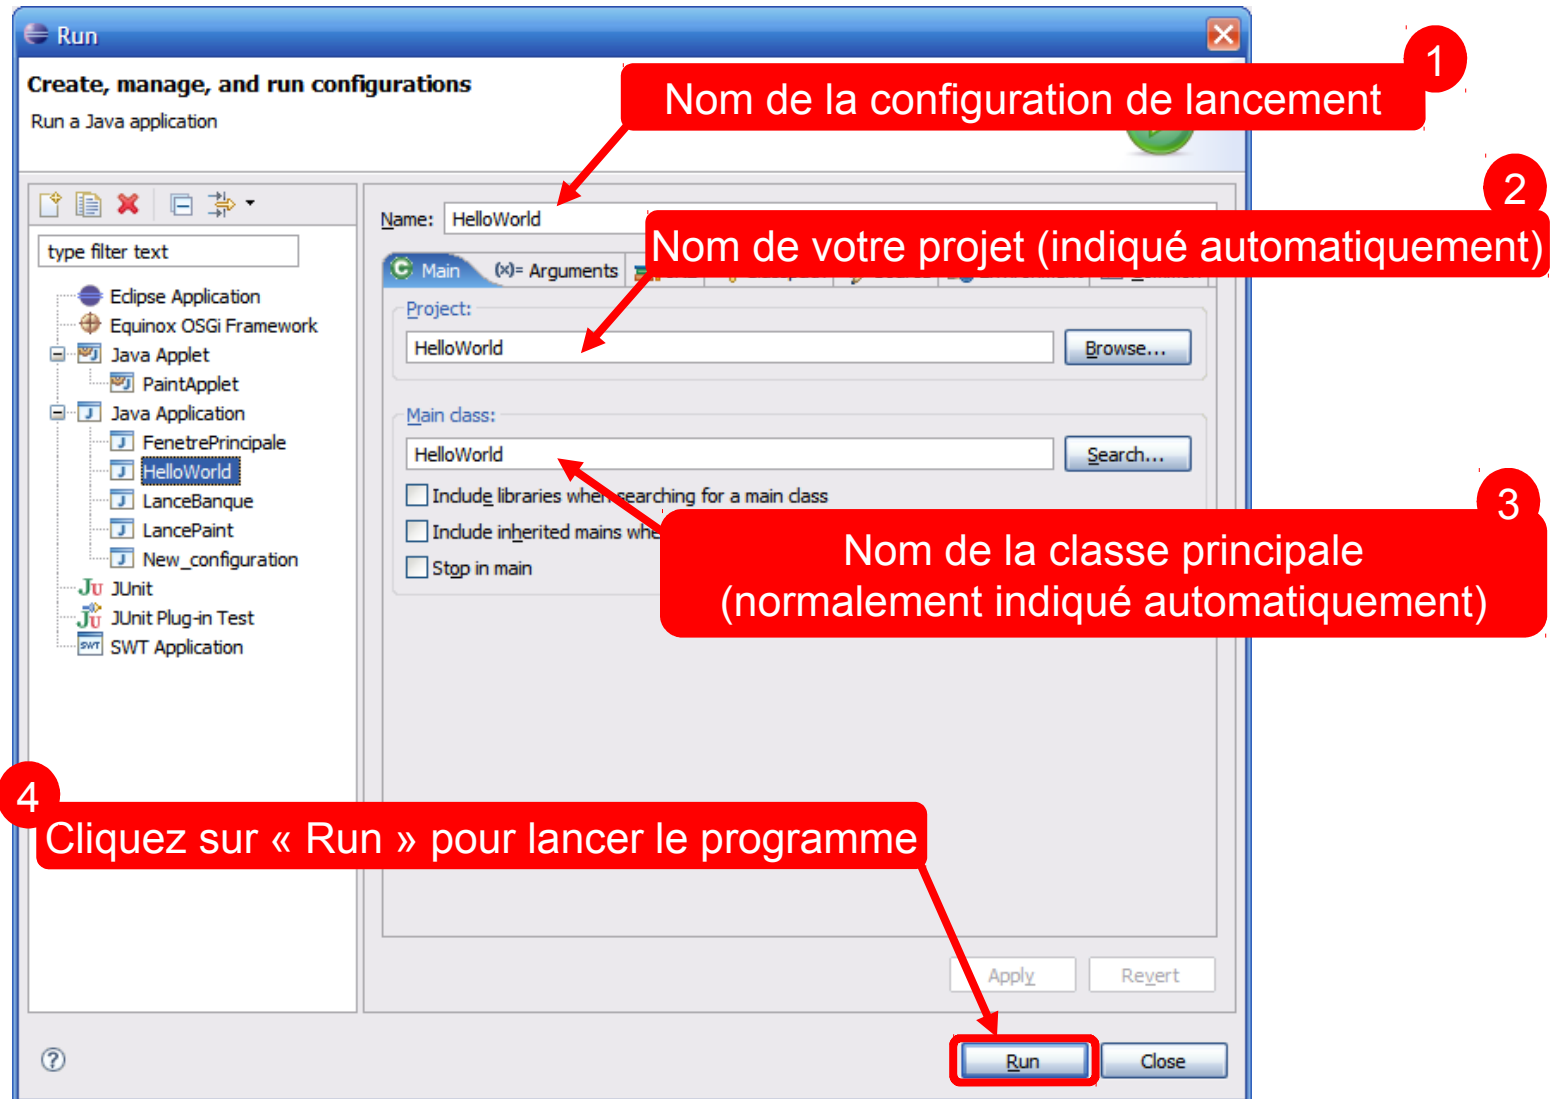 Run
1
Create, manage, and run configurations
Nom de la configuration de lancement
Run a Java application
2
Name: HelloWorld
Nom de votre projet (indiqué automatiquement)
type filter text
Main (x)= Arguments
Eclipse Application
Project:
Equinox OSGi Framework
HelloWorld Browse...
Java Applet
PaintApplet
Java Application
Main class:
FenetrePrincipale
HelloWorld Search...
HelloWorld
LanceBanque
Include libraries when searching for a main class
3
LancePaint
Include inherited mains
Nom de la classe principale
New_configuration
Stop in main
(normalement indiqué automatiquement)
JUnit
JUnit Plug-in Test
SWT Application
4
Cliquez sur « Run » pour lancer le programme
Apply Revert
Run Close